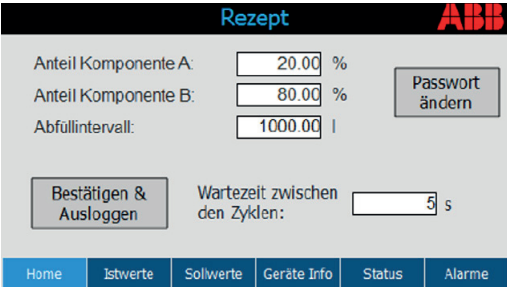 Rezept
ABB
Anteil Komponente A: 20.00 %
Anteil Komponente B: 80.00 %
Abfüllintervall: 1000.00 l
Passwort
ändern
Bestätigen &
Ausloggen
Wartezeit zwischen
den Zyklen: 5 s
Home Istwerte Sollwerte Geräte Info Status Alarme